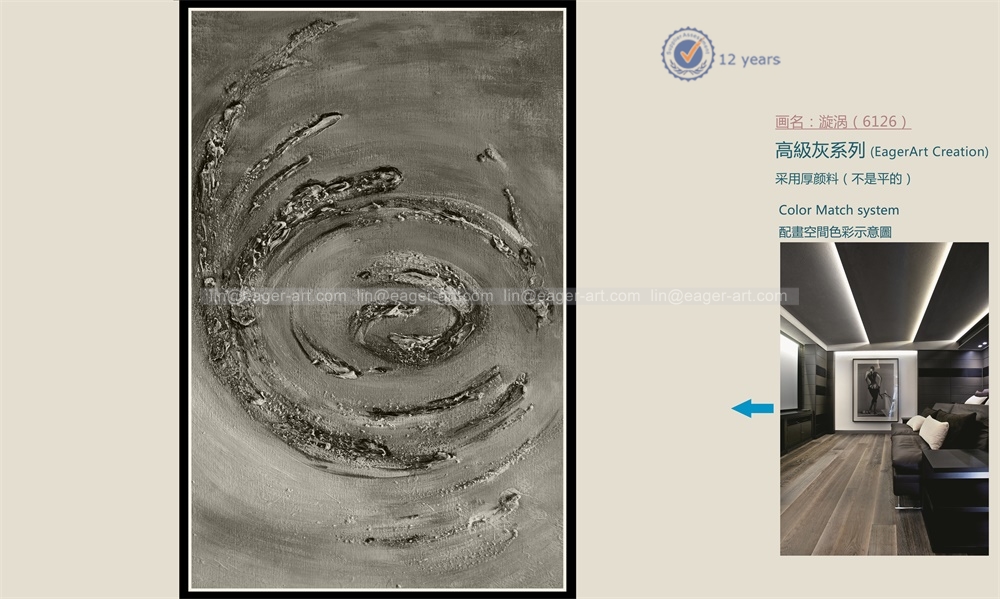 12 years
画名：漩涡（6126）
高級灰系列 (EagerArt Creation)
采用厚颜料（不是平的）
Color Match system
配畫空間色彩示意圖
lin@eager-art.com lin@eager-art.com lin@eager-art.com lin@eager-art.com